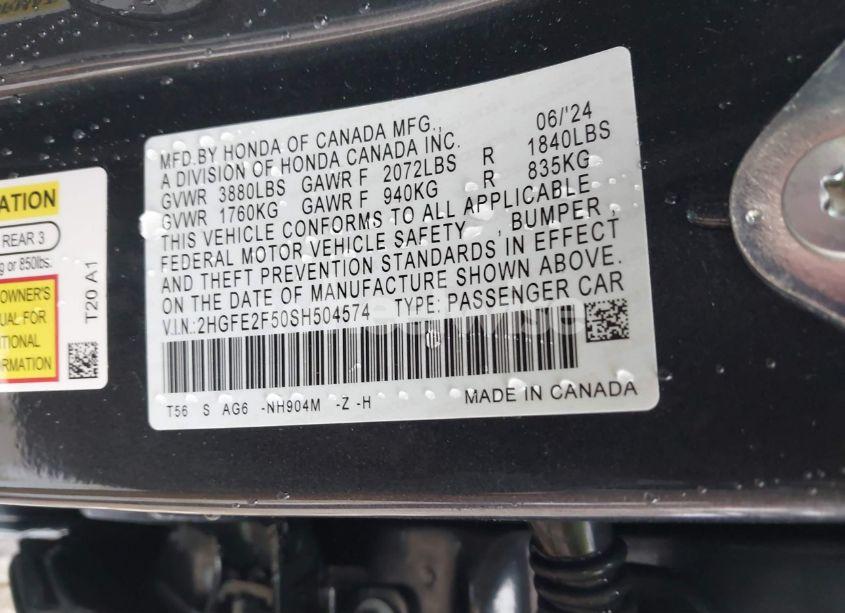 MFD.BY HONDA OF CANADA MFG., 06/'24
A DIVISION OF HONDA CANADA INC.
GVWR 3880LBS GAWR F 2072LBS R 1840LBS
GVWR 1760KG GAWR F 940KG R 835KG
THIS VEHICLE CONFORMS TO ALL APPLICABLE
FEDERAL MOTOR VEHICLE SAFETY , BUMPER ,
AND THEFT PREVENTION STANDARDS IN EFFECT
ON THE DATE OF MANUFACTURE SHOWN ABOVE.
V.I.N.:2HGFE2F50SH504574 TYPE: PASSENGER CAR
T56 S AG6 -NH904M -Z -H MADE IN CANADA
ATION
REAR 3
g or 850lbs.
OWNER'S
UAL FOR
TIONAL
ORMATION
T20 A1